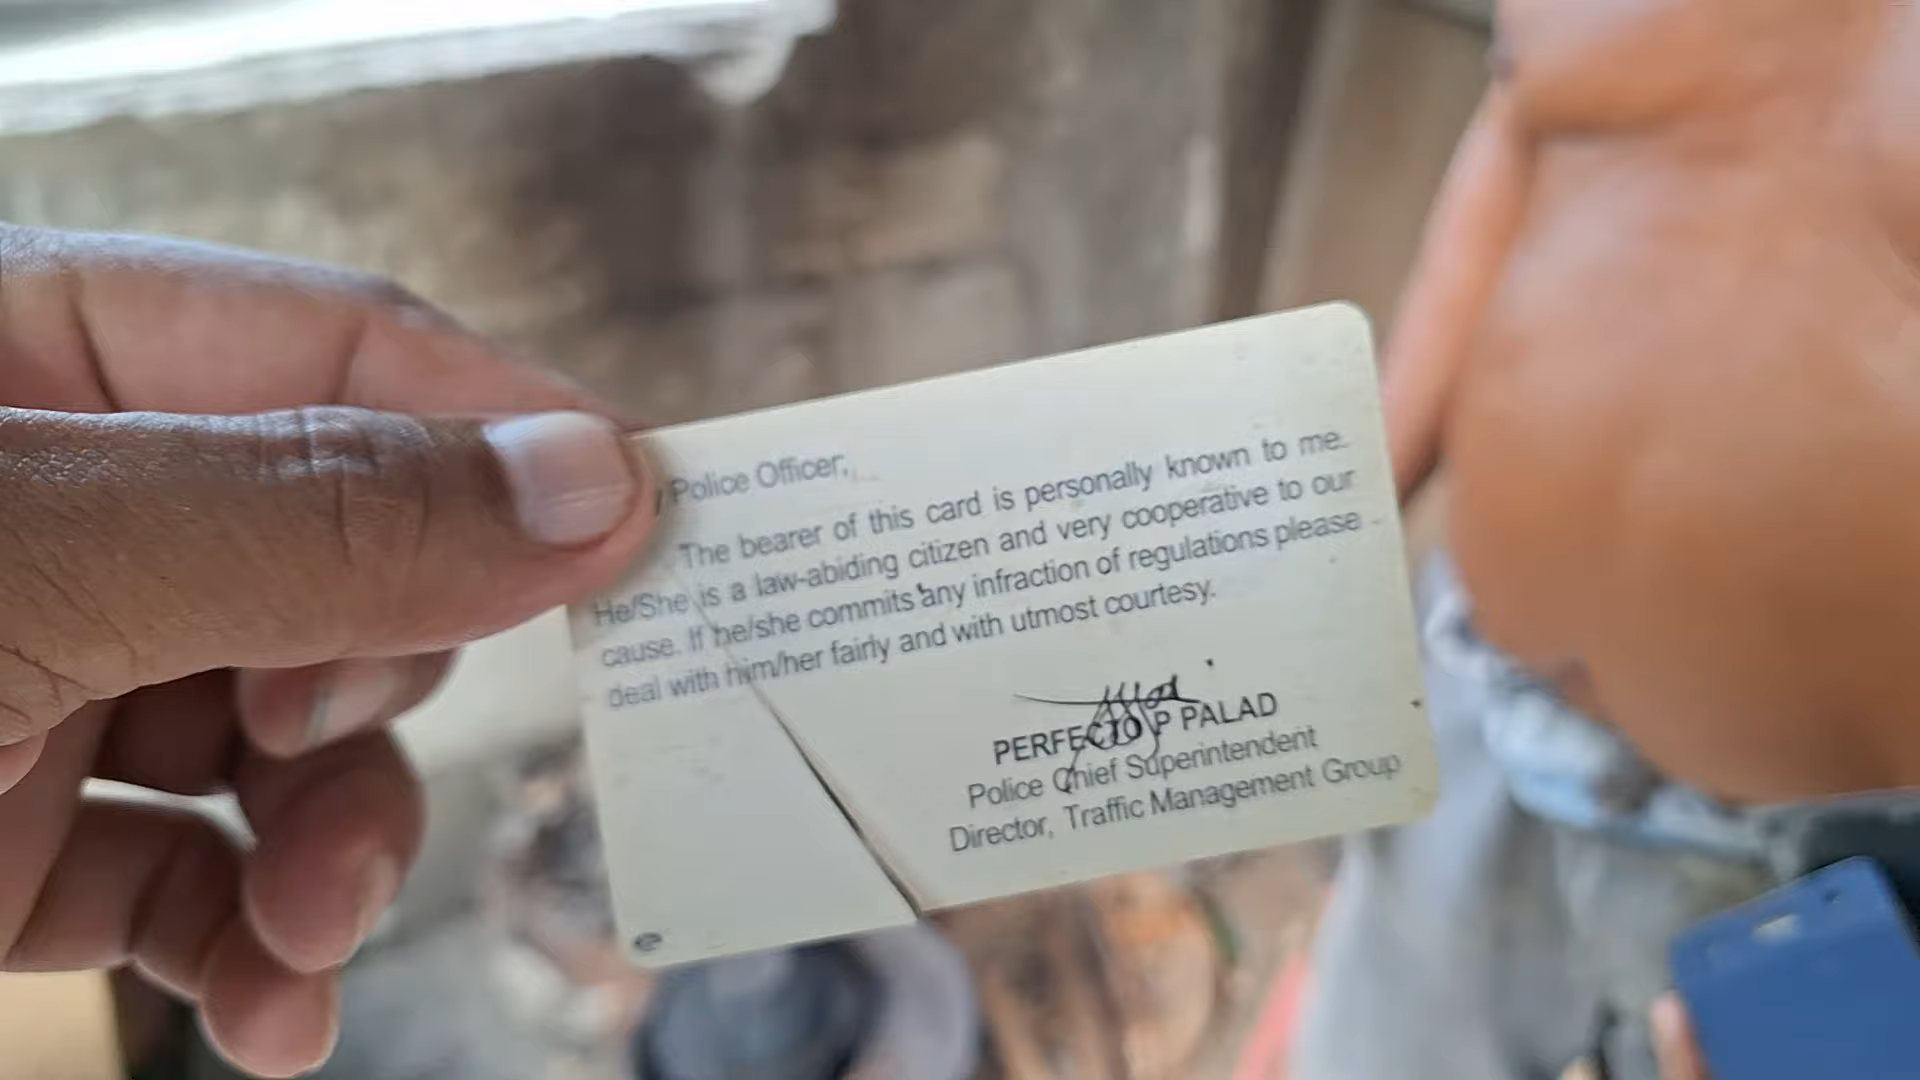 Police Officer,
The bearer of this card is personally known to me.
He/She is a law-abiding citizen and very cooperative to our
cause. If he/she commits any infraction of regulations please
deal with him/her fairly and with utmost courtesy.
PERFECTO P PALAD
Police Chief Superintendent
Director, Traffic Management Group